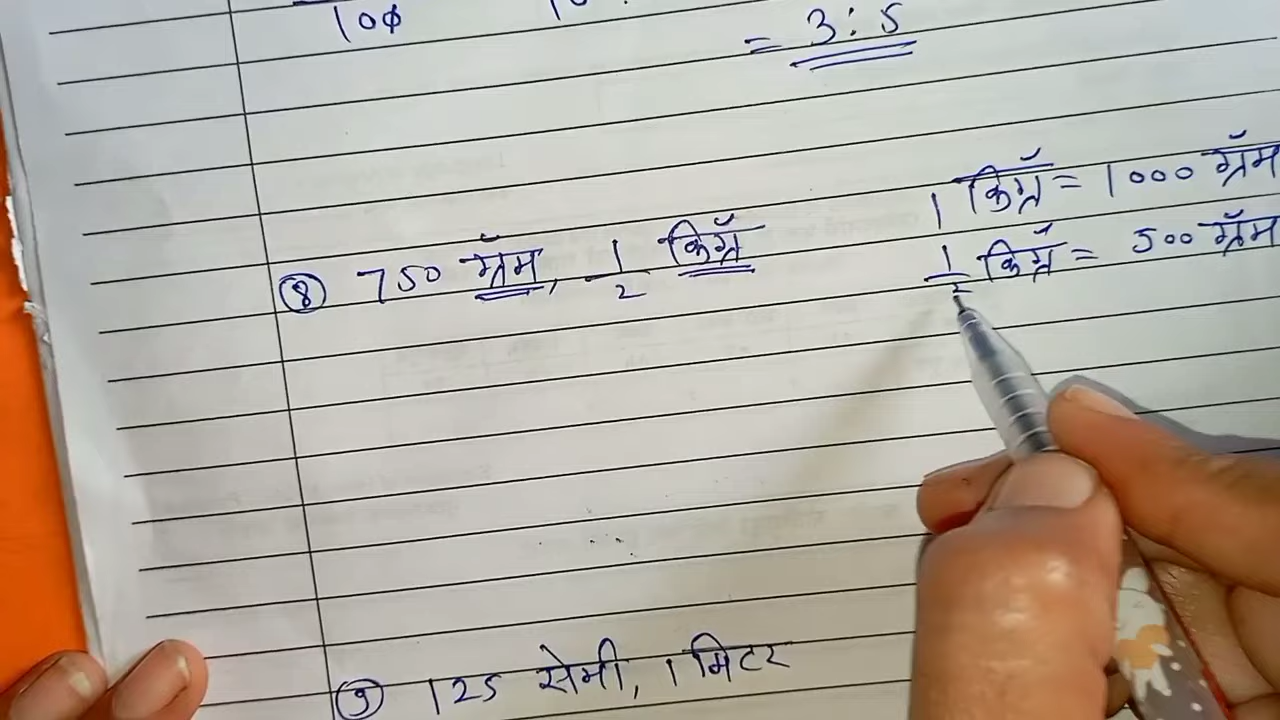 100
= 3 : 5
1 किग्रॅ = 1000 ग्रॅम
⑧ 750 ग्रॅम, 1/2 किग्रॅ
1/2 किग्रॅ = 500 ग्रॅम
⑨ 125 सेमी, 1 मिटर